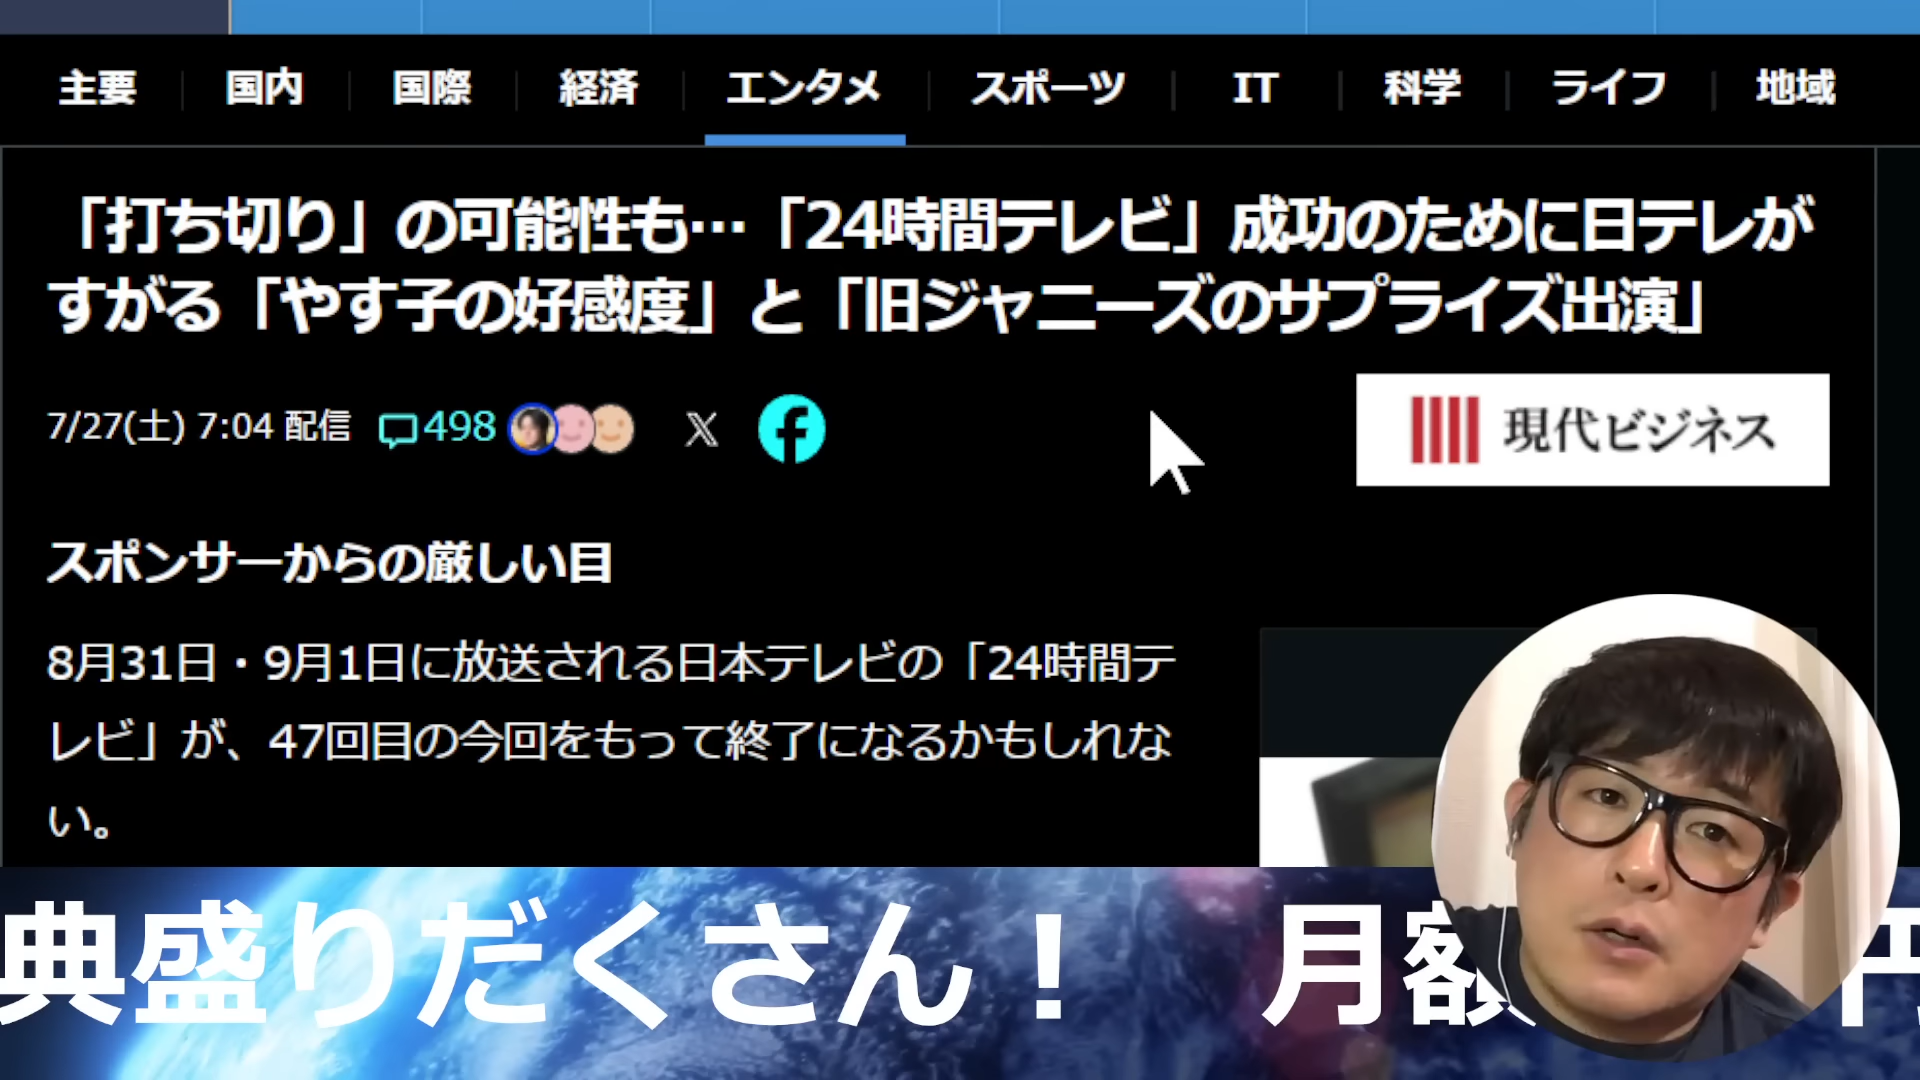 主要 国内 国際 経済 エンタメ スポーツ IT 科学 ライフ 地域
「打ち切り」の可能性も…「24時間テレビ」成功のために日テレが
すがる「やす子の好感度」と「旧ジャニーズのサプライズ出演」
7/27(土) 7:04 配信 498
現代ビジネス
スポンサーからの厳しい目
8月31日・9月1日に放送される日本テレビの「24時間テ
レビ」が、47回目の今回をもって終了になるかもしれな
い。
典盛りだくさん！ 月額 円